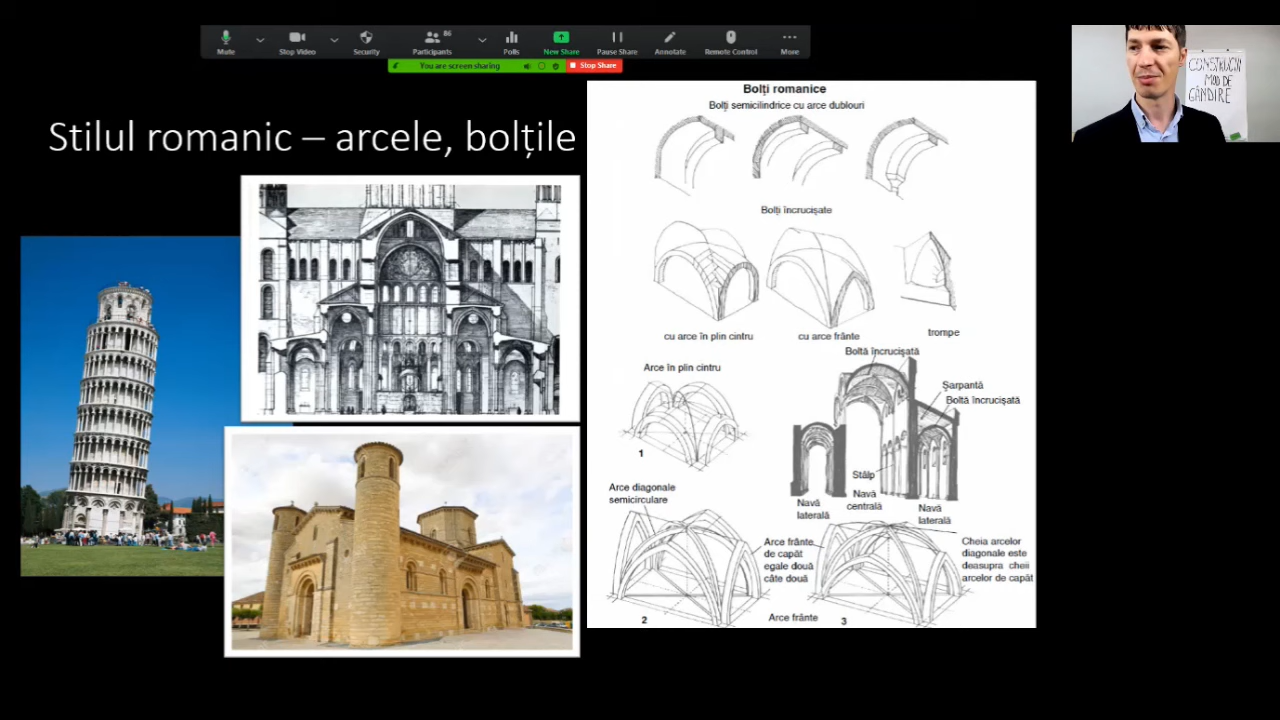 Mute
Stop Video
Security
Participants
86
Polls
New Share
Pause Share
Annotate
Remote Control
More
You are screen sharing
Stop Share
CONSTRUCȚII
MOD DE
GÂNDIRE
Stilul romanic – arcele, bolțile
Bolți romanice
Bolți semicilindrice cu arce dublouri
Bolți încrucișate
cu arce în plin cintru
cu arce frânte
trompe
Arce în plin cintru
1
Boltă încrucișată
Șarpantă
Boltă încrucișată
Stâlp
Navă
laterală
Navă
centrală
Navă
laterală
Arce diagonale
semicirculare
2
Arce frânte
de capăt
egale două
câte două
Arce frânte
3
Cheia arcelor
diagonale este
deasupra cheii
arcelor de capăt